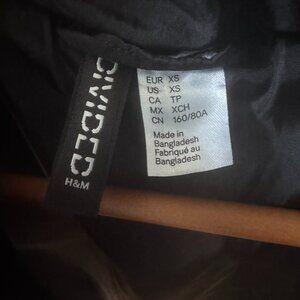 DIVIDED
H&M
EUR XS
US XS
CA TP
MX XCH
CN 160/80A
Made in
Bangladesh
Fabriqué au
Bangladesh